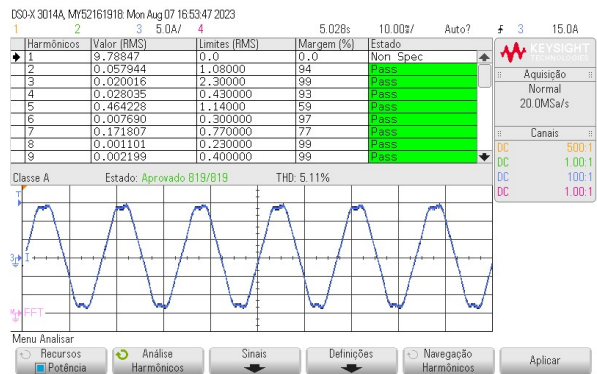 DSO-X 3014A, MY52161918: Mon Aug 07 16:53:47 2023
1 2 3 5.0A/ 4 5.028s 10.00ꟷ/ Auto? 3 15.0A
Harmônicos Valor (RMS) Limites (RMS) Margem (%) Estado
1 9.78847 0.0 0.0 Non Spec
2 0.057944 1.08000 94 Pass
3 0.020016 2.30000 99 Pass
4 0.028035 0.430000 93 Pass
5 0.464228 1.14000 59 Pass
6 0.007690 0.300000 97 Pass
7 0.171807 0.770000 77 Pass
8 0.001101 0.230000 99 Pass
9 0.002199 0.400000 99 Pass
Classe A Estado: Aprovado 819/819 THD: 5.11%
KEYSIGHT
TECHNOLOGIES
Aquisição
Normal
20.0MSa/s
Canais
DC 500:1
DC 1.00:1
DC 100:1
DC 1.00:1
T
3 I
FFT
Menu Analisar
Recursos
Potência
Análise
Harmônicos
Sinais
Definições
Navegação
Harmônicos
Aplicar